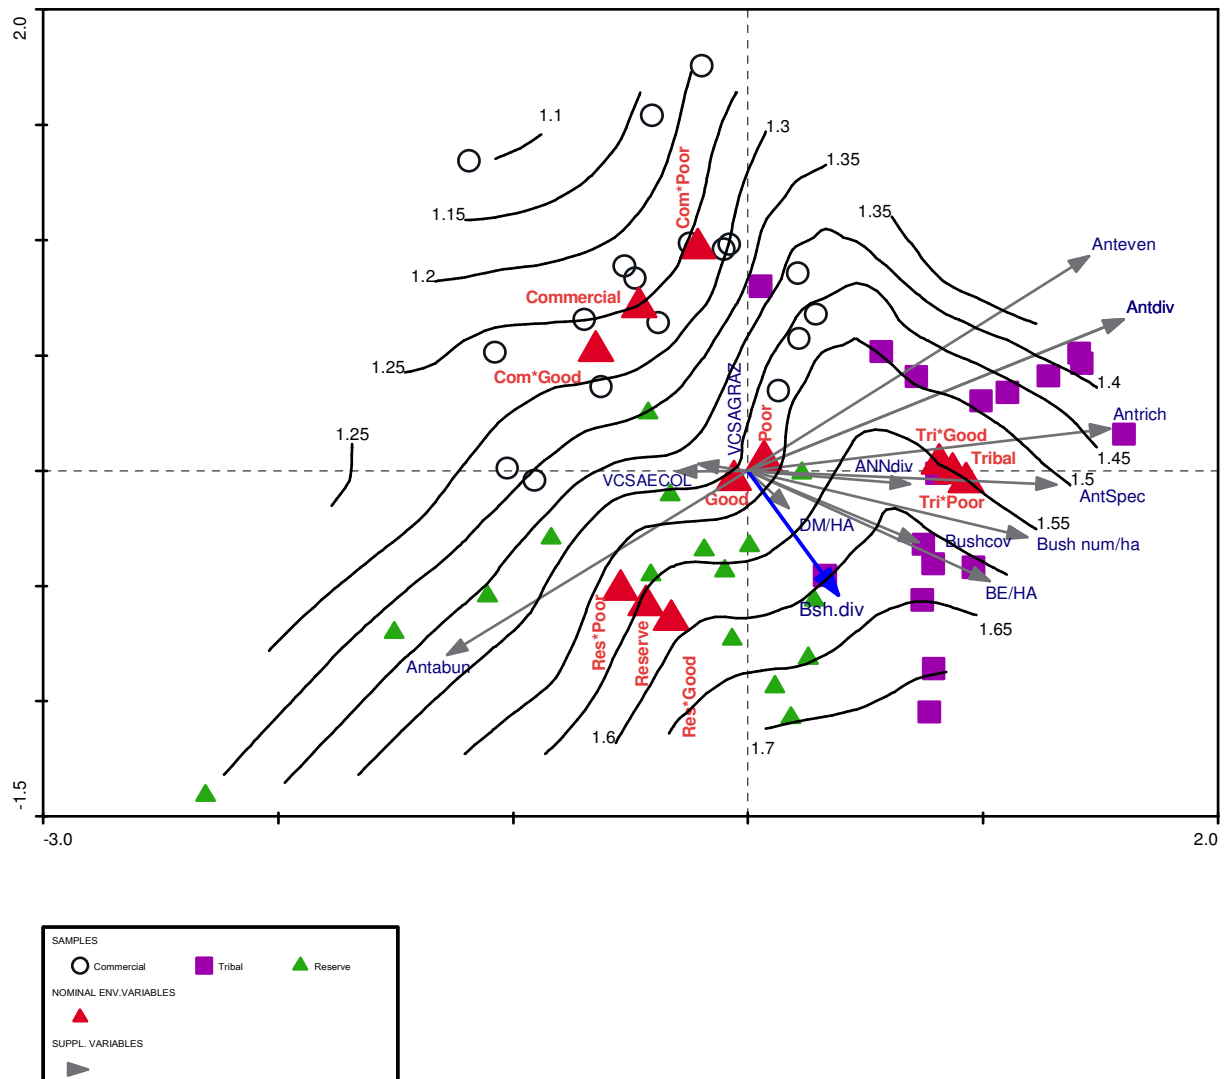 2.0
1.1
1.3
Com*Poor
1.35
1.35
1.15
Anteven
1.2
Commercial
Antdiv
1.25
Com*Good
VCSAGRAZ
1.4
Poor
Antrich
1.25
Tri*Good
ANNdiv
Tribal
1.45
VCSAECOL
1.5
Good
Tri*Poor
AntSpec
DM/HA
1.55
Bushcov
Bush num/ha
BE/HA
Bsh.div
Res*Poor
Reserve
1.65
Antabun
Res*Good
1.6
1.7
-1.5
-3.0
2.0
SAMPLES
Commercial Tribal Reserve
NOMINAL ENV.VARIABLES
SUPPL. VARIABLES